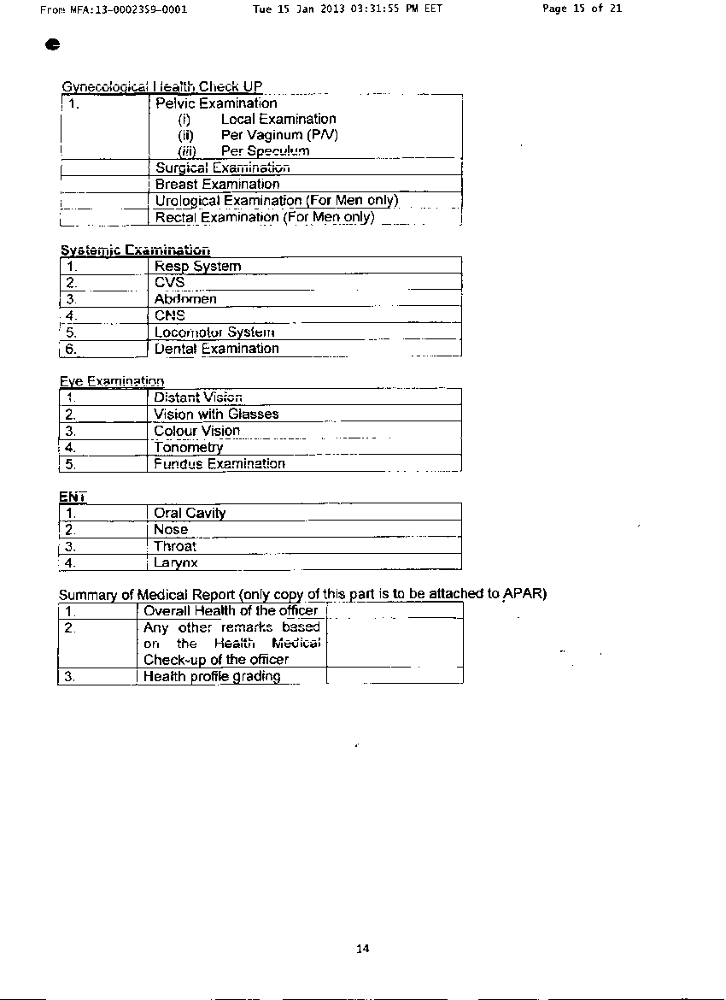 From MFA:13-0002359-0001 Tue 15 Jan 2013 03:31:55 PM EET Page 15 of 21
Gynecological Health Check UP
1. Pelvic Examination
(i) Local Examination
(ii) Per Vaginum (P/V)
(iii) Per Speculum
Surgical Examination
Breast Examination
Urological Examination (For Men only)
Rectal Examination (For Men only)
Systemic Examination
1. Resp System
2. CVS
3. Abdomen
4. CNS
5. Locomotor System
6. Dental Examination
Eye Examination
1. Distant Vision
2. Vision with Glasses
3. Colour Vision
4. Tonometry
5. Fundus Examination
ENT
1. Oral Cavity
2. Nose
3. Throat
4. Larynx
Summary of Medical Report (only copy of this part is to be attached to APAR)
1. Overall Health of the officer
2. Any other remarks based
on the Health Medical
Check-up of the officer
3. Health profile grading
14